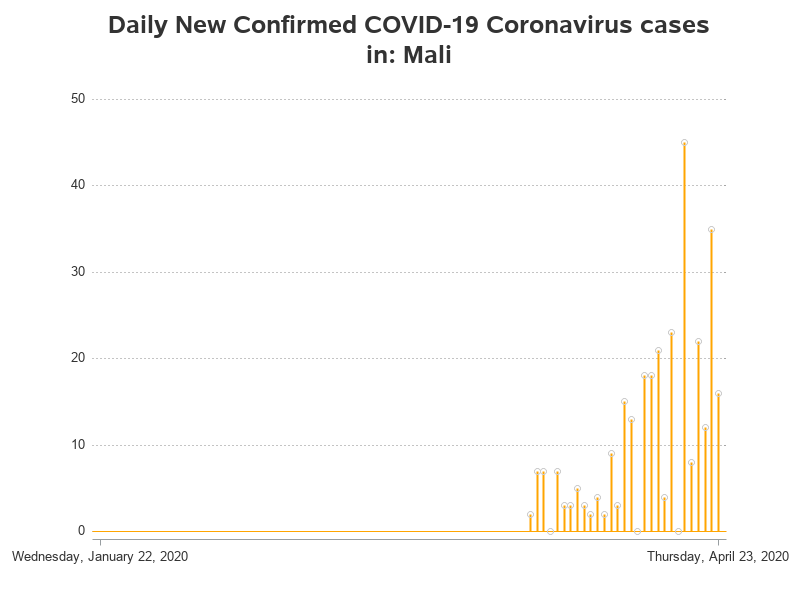 Daily New Confirmed COVID-19 Coronavirus cases
in: Mali
50
40
30
20
10
0
Wednesday, January 22, 2020
Thursday, April 23, 2020